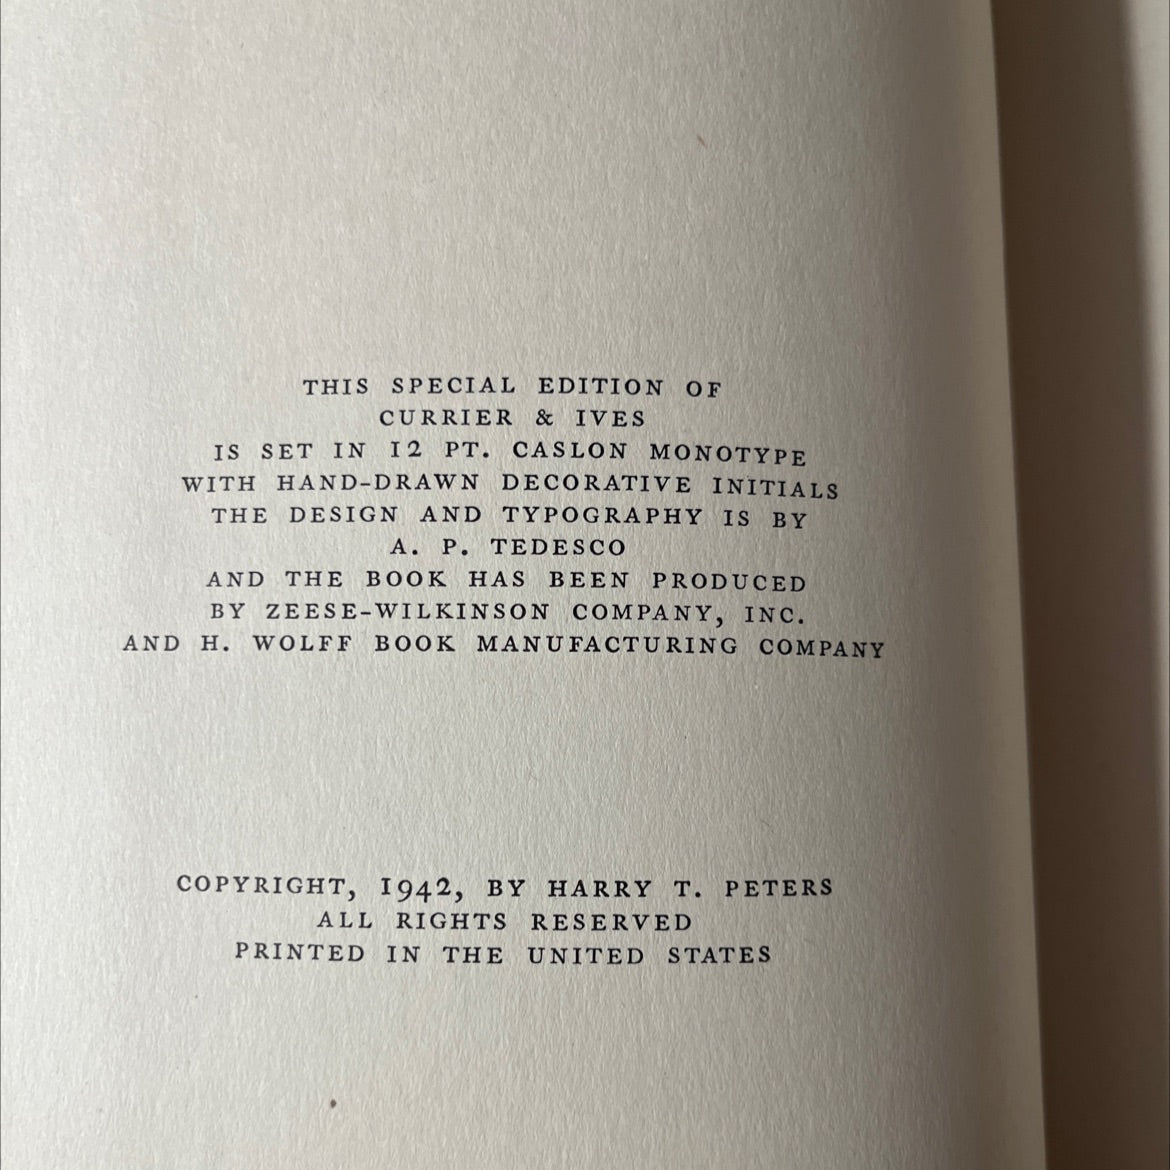 THIS SPECIAL EDITION OF
CURRIER & IVES
IS SET IN 12 PT. CASLON MONOTYPE
WITH HAND-DRAWN DECORATIVE INITIALS
THE DESIGN AND TYPOGRAPHY IS BY
A. P. TEDESCO
AND THE BOOK HAS BEEN PRODUCED
BY ZEESE-WILKINSON COMPANY, INC.
AND H. WOLFF BOOK MANUFACTURING COMPANY
COPYRIGHT, 1942, BY HARRY T. PETERS
ALL RIGHTS RESERVED
PRINTED IN THE UNITED STATES